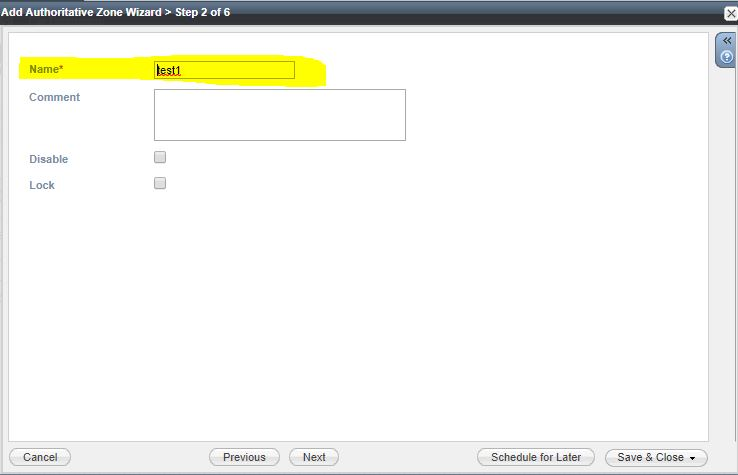 Add Authoritative Zone Wizard > Step 2 of 6
Name* test1
Comment
Disable
Lock
Cancel Previous Next Schedule for Later Save & Close